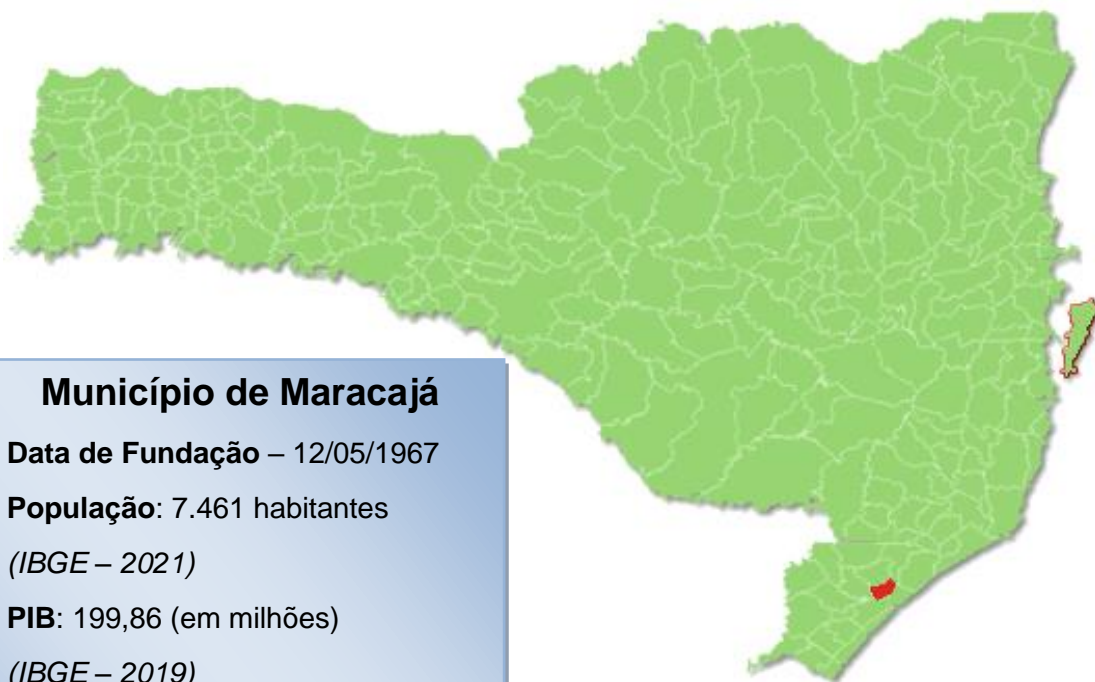 Município de Maracajá
Data de Fundação – 12/05/1967
População: 7.461 habitantes
(IBGE – 2021)
PIB: 199,86 (em milhões)
(IBGE – 2019)